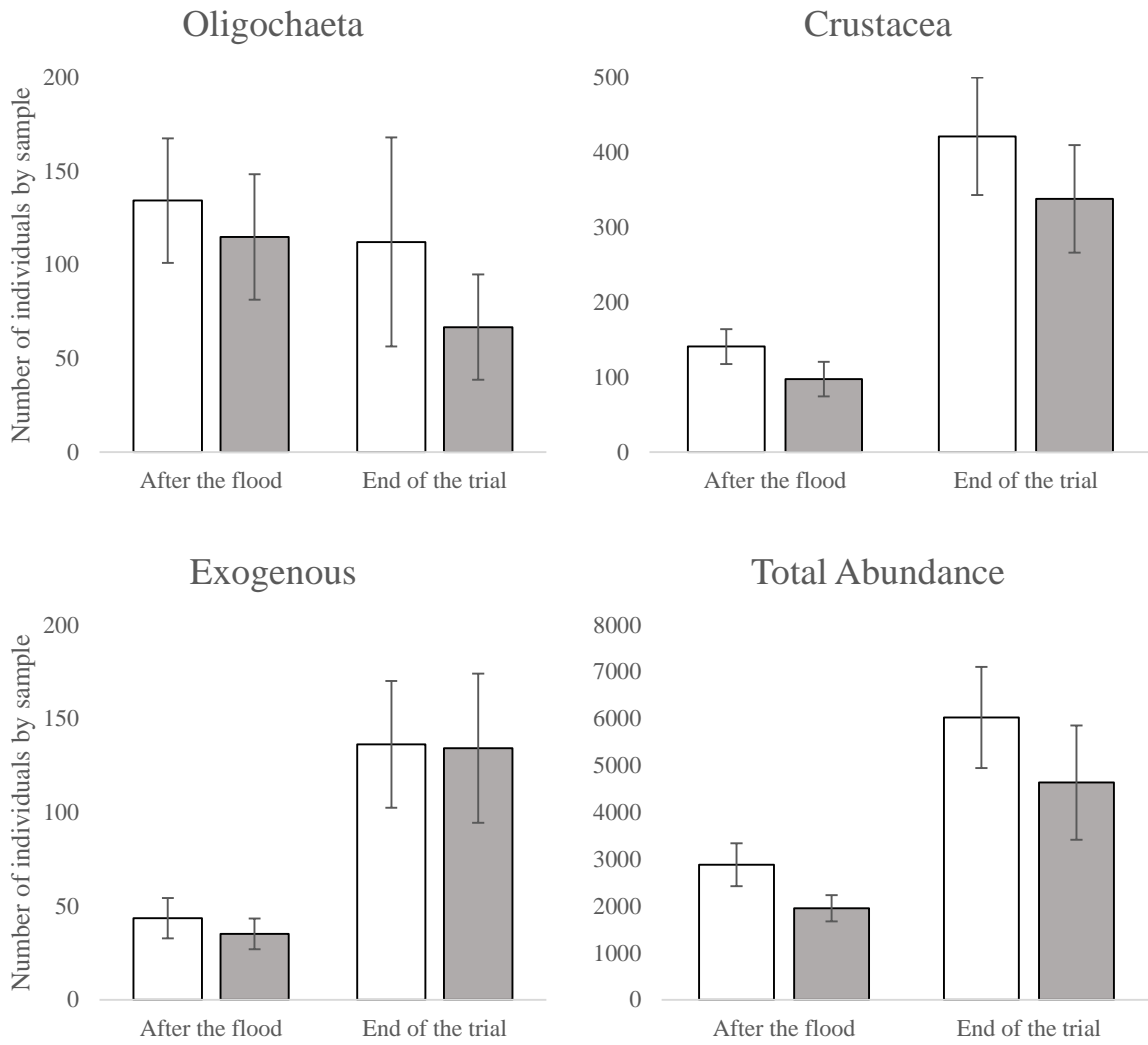 Oligochaeta
Number of individuals by sample
200
150
100
50
0
After the flood
End of the trial
Crustacea
500
400
300
200
100
0
After the flood
End of the trial
Exogenous
Number of individuals by sample
200
150
100
50
0
After the flood
End of the trial
Total Abundance
8000
7000
6000
5000
4000
3000
2000
1000
0
After the flood
End of the trial